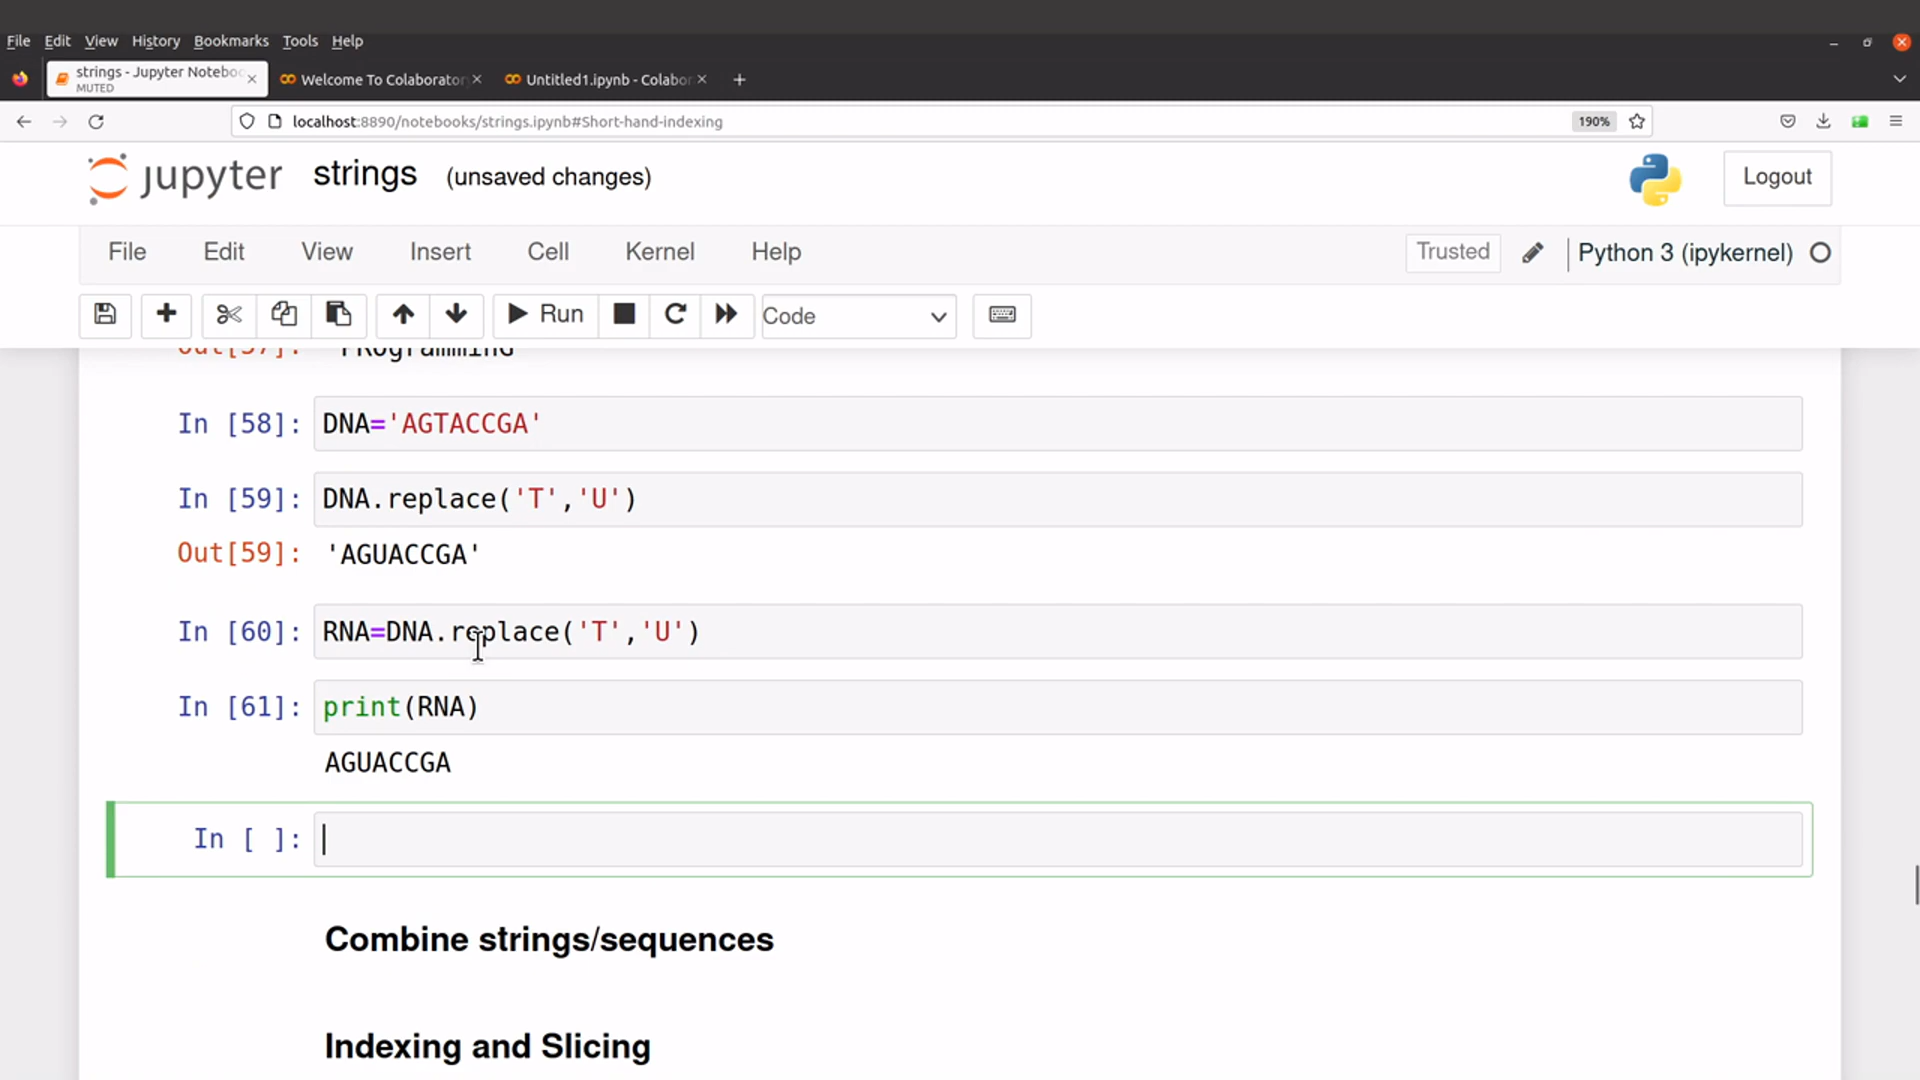 File Edit View History Bookmarks Tools Help
strings - Jupyter Notebo
MUTED
Welcome To Colaborator
Untitled1.ipynb - Colabor
localhost:8890/notebooks/strings.ipynb#Short-hand-indexing
190%
jupyter strings (unsaved changes)
Logout
File Edit View Insert Cell Kernel Help
Trusted
Python 3 (ipykernel)
Run
Code
Out[57]: 'PROgrammInG
In [58]: DNA='AGTACCGA'
In [59]: DNA.replace('T','U')
Out[59]: 'AGUACCGA'
In [60]: RNA=DNA.replace('T','U')
In [61]: print(RNA)
AGUACCGA
In [ ]:
Combine strings/sequences
Indexing and Slicing